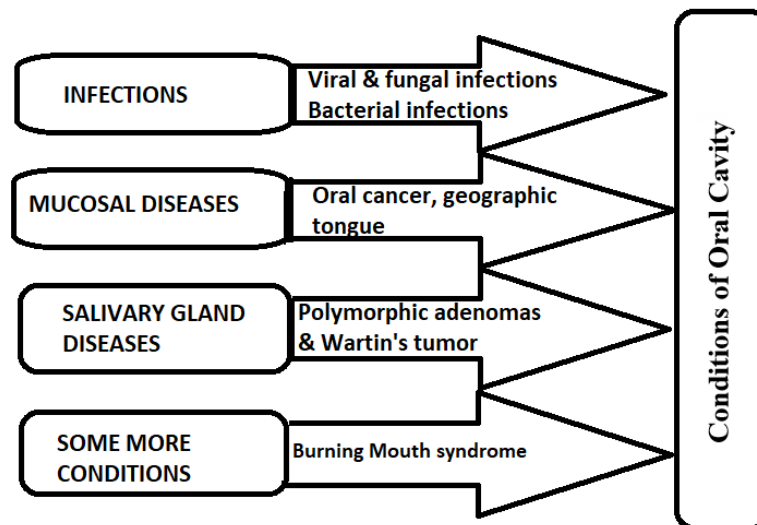 INFECTIONS
Viral & fungal infections
Bacterial infections
MUCOSAL DISEASES
Oral cancer, geographic
tongue
SALIVARY GLAND
DISEASES
Polymorphic adenomas
& Wartin's tumor
SOME MORE
CONDITIONS
Burning Mouth syndrome
Conditions of Oral Cavity